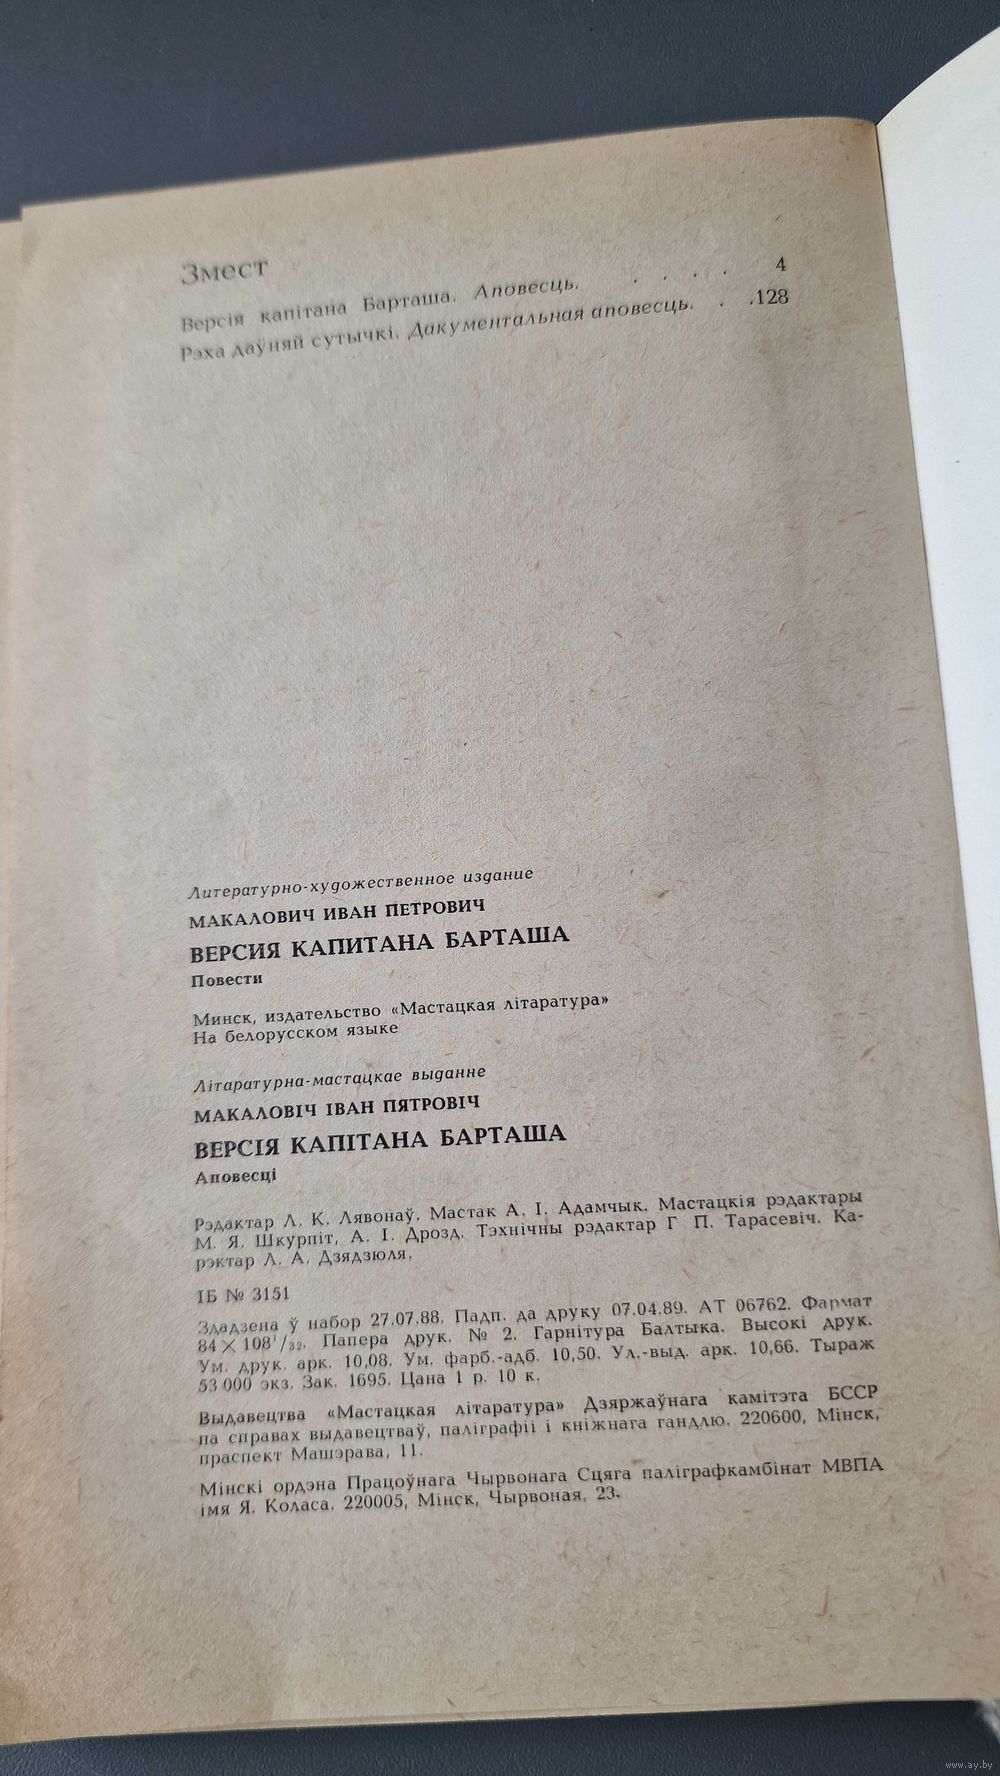 Змест
Версія капітана Барташа. Аповесць. . . . . 4
Рэха даўняй сутычкі. Дакументальная аповесць. . .128
Литературно-художественное издание
МАКАЛОВИЧ ИВАН ПЕТРОВИЧ
ВЕРСИЯ КАПИТАНА БАРТАША
Повести
Минск, издательство «Мастацкая літаратура»
На белорусском языке
Літаратурна-мастацкае выданне
МАКАЛОВІЧ ІВАН ПЯТРОВІЧ
ВЕРСІЯ КАПІТАНА БАРТАША
Аповесці
Рэдактар Л. К. Лявонаў. Мастак А. І. Адамчык. Мастацкія рэдактары
М. Я. Шкурпіт, А. І. Дрозд. Тэхнічны рэдактар Г П. Тарасевіч. Ка-
рэктар Л. А. Дзядзюля.
ІБ № 3151
Здадзена ў набор 27.07.88. Падп. да друку 07.04.89. АТ 06762. Фармат
84×108¹/₃₂. Папера друк. № 2. Гарнітура Балтыка. Высокі друк.
Ум. друк. арк. 10,08. Ум. фарб.-адб. 10,50. Ул.-выд. арк. 10,66. Тыраж
53 000 экз. Зак. 1695. Цана 1 р. 10 к.
Выдавецтва «Мастацкая літаратура» Дзяржаўнага камітэта БССР
па справах выдавецтваў, паліграфіі і кніжнага гандлю. 220600, Мінск,
праспект Машэрава, 11.
Мінскі ордэна Працоўнага Чырвонага Сцяга паліграфкамбінат МВПА
імя Я. Коласа. 220005, Мінск, Чырвоная, 23.
www.ay.by